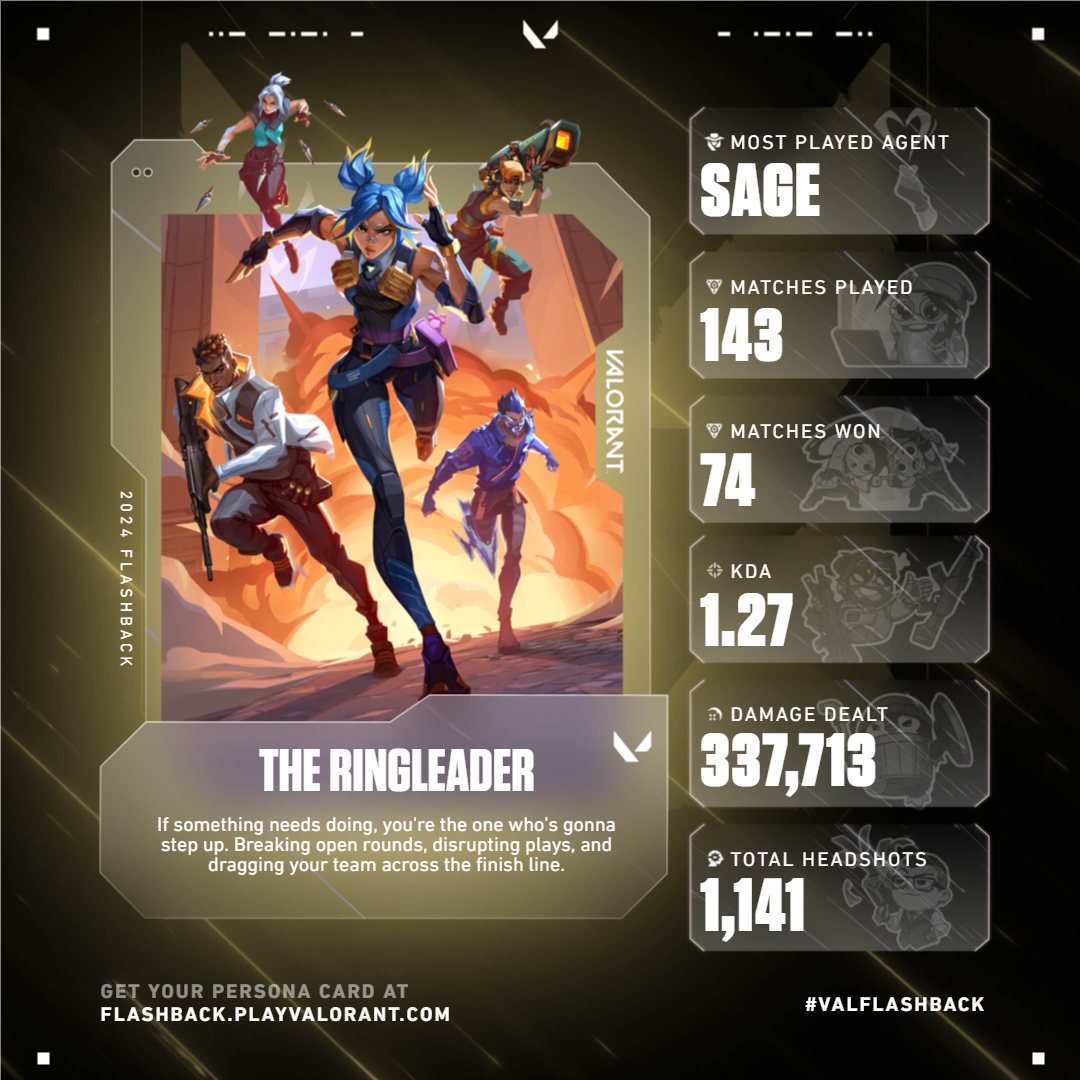 MOST PLAYED AGENT
SAGE
MATCHES PLAYED
143
MATCHES WON
74
KDA
1.27
DAMAGE DEALT
337,713
TOTAL HEADSHOTS
1,141
VALORANT
2024 FLASHBACK
THE RINGLEADER
If something needs doing, you're the one who's gonna
step up. Breaking open rounds, disrupting plays, and
dragging your team across the finish line.
GET YOUR PERSONA CARD AT
FLASHBACK.PLAYVALORANT.COM
#VALFLASHBACK